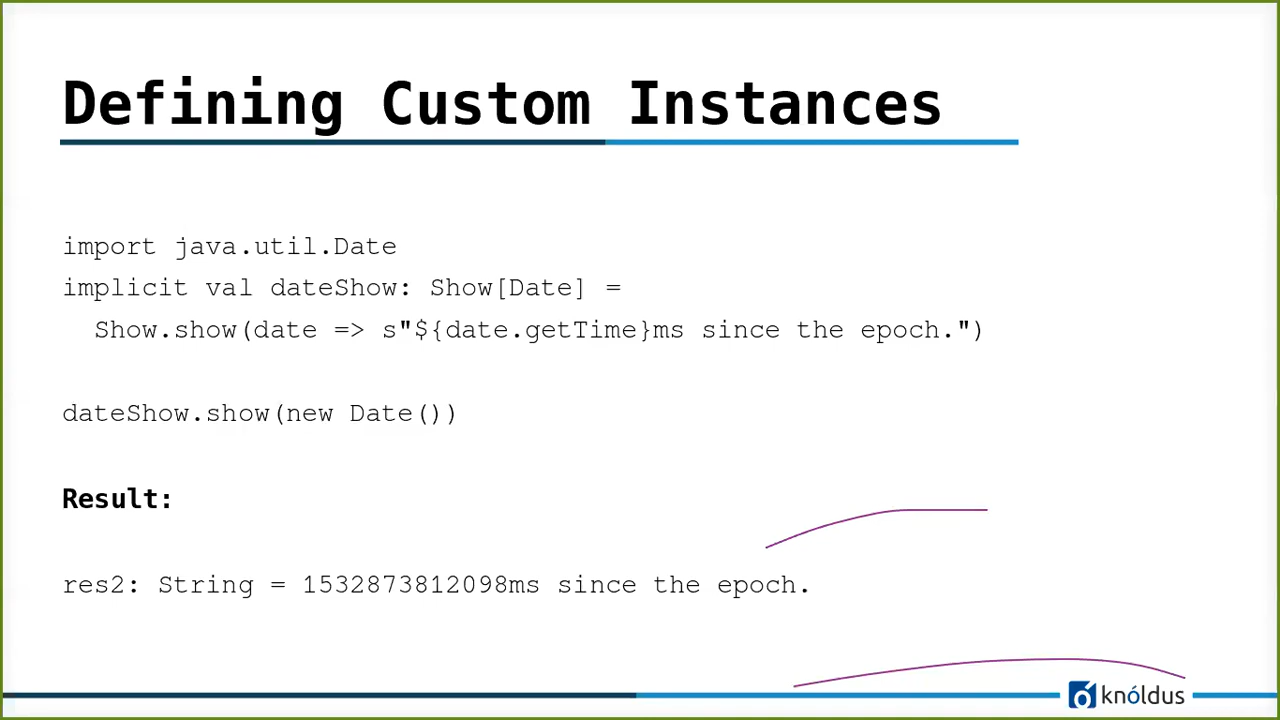 Defining Custom Instances
import java.util.Date
implicit val dateShow: Show[Date] =
  Show.show(date => s"${date.getTime}ms since the epoch.")
dateShow.show(new Date())
Result:
res2: String = 1532873812098ms since the epoch.
knóldus